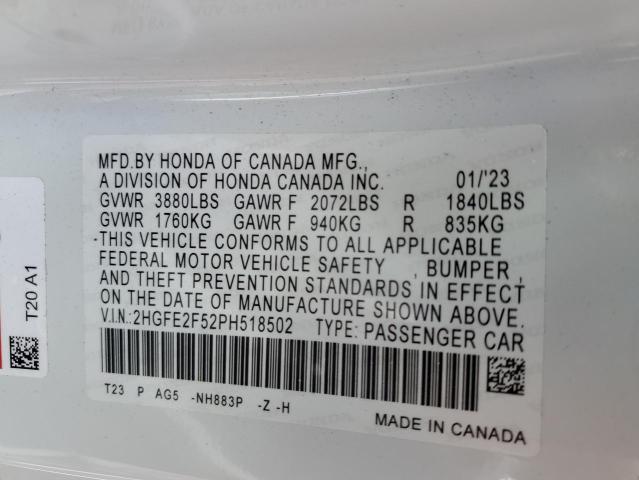 MFD.BY HONDA OF CANADA MFG.,
A DIVISION OF HONDA CANADA INC. 01/'23
GVWR 3880LBS GAWR F 2072LBS R 1840LBS
GVWR 1760KG GAWR F 940KG R 835KG
THIS VEHICLE CONFORMS TO ALL APPLICABLE
FEDERAL MOTOR VEHICLE SAFETY , BUMPER ,
AND THEFT PREVENTION STANDARDS IN EFFECT
ON THE DATE OF MANUFACTURE SHOWN ABOVE.
V.I.N.:2HGFE2F52PH518502 TYPE: PASSENGER CAR
T23 P AG5 -NH883P -Z -H
MADE IN CANADA
T20 A1